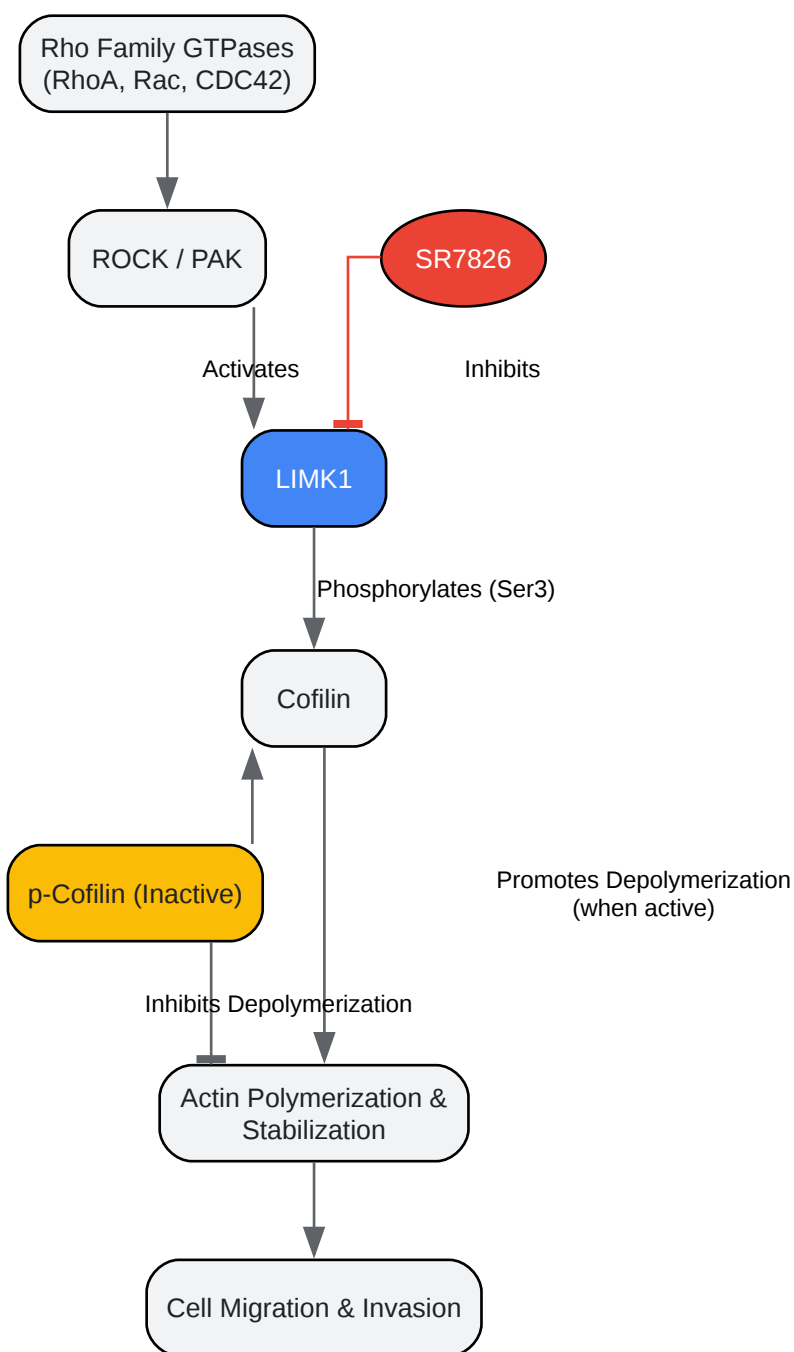 Rho Family GTPases
(RhoA, Rac, CDC42)
ROCK / PAK
SR7826
Activates
Inhibits
LIMK1
Phosphorylates (Ser3)
Cofilin
p-Cofilin (Inactive)
Promotes Depolymerization
(when active)
Inhibits Depolymerization
Actin Polymerization &
Stabilization
Cell Migration & Invasion